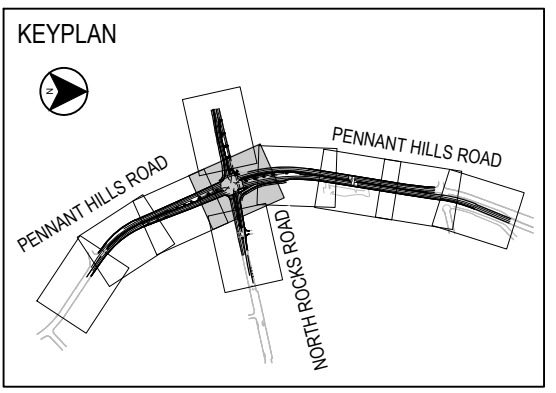 KEYPLAN
N
PENNANT HILLS ROAD
PENNANT HILLS ROAD
NORTH ROCKS ROAD